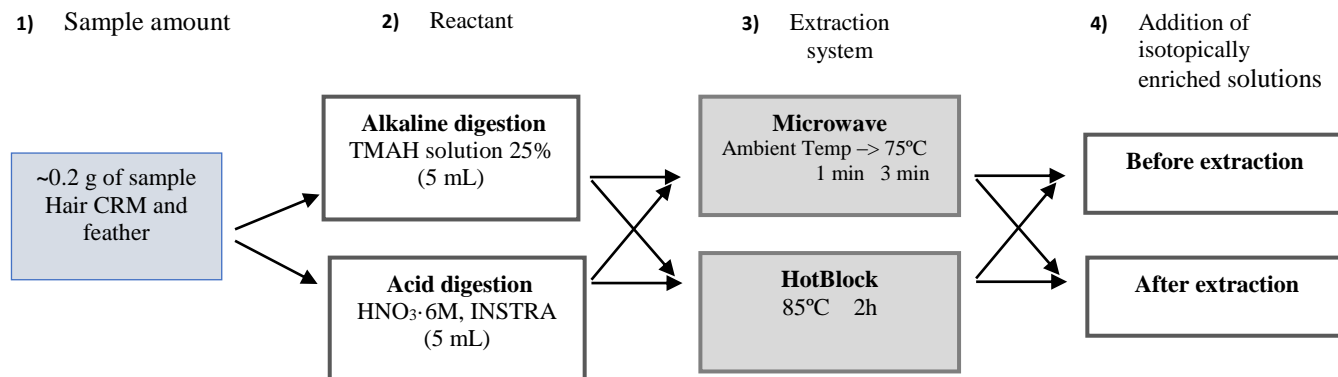 1) Sample amount
2) Reactant
3) Extraction
system
4) Addition of
isotopically
enriched solutions
~0.2 g of sample
Hair CRM and
feather
Alkaline digestion
TMAH solution 25%
(5 mL)
Acid digestion
HNO₃·6M, INSTRA
(5 mL)
Microwave
Ambient Temp –> 75ºC
1 min 3 min
HotBlock
85ºC 2h
Before extraction
After extraction